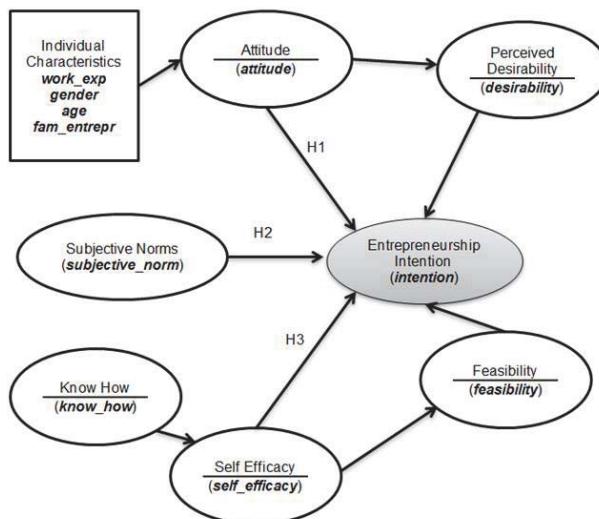 Individual
Characteristics
work_exp
gender
age
fam_entrepr
Attitude
(attitude)
Perceived
Desirability
(desirability)
H1
Subjective Norms
(subjective_norm)
H2
Entrepreneurship
Intention
(intention)
H3
Know How
(know_how)
Feasibility
(feasibility)
Self Efficacy
(self_efficacy)